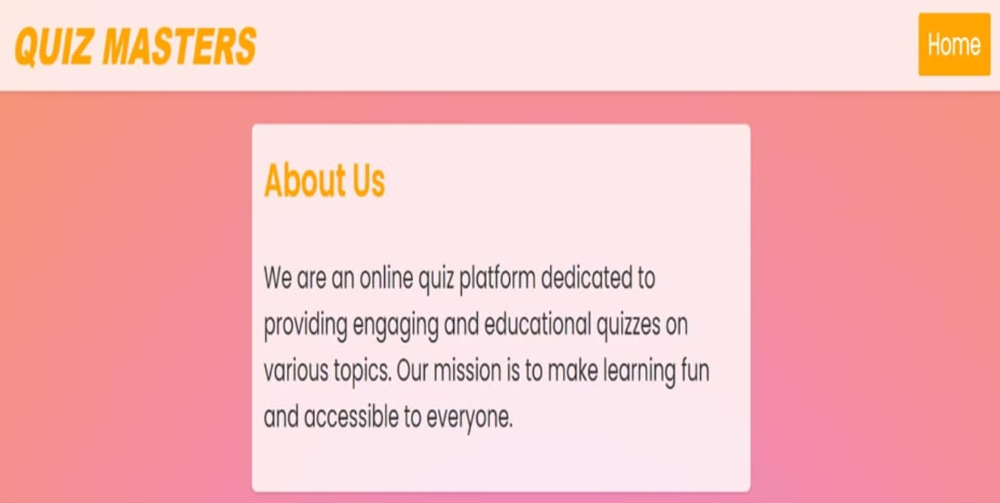 QUIZ MASTERS
Home
About Us
We are an online quiz platform dedicated to
providing engaging and educational quizzes on
various topics. Our mission is to make learning fun
and accessible to everyone.